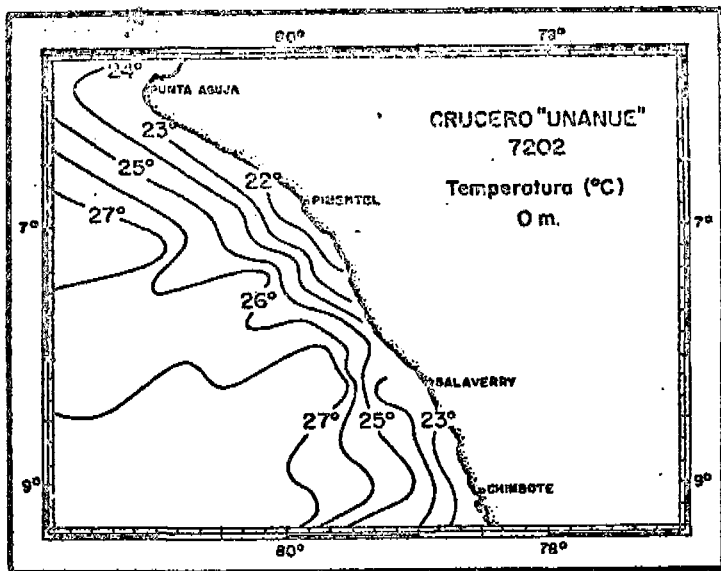 80° 78°
24°
PUNTA AGUJA
23°
CRUCERO "UNANUE"
7202
25°
22°
Temperatura (°C)
PIMENTEL
27°
0 m.
7° 7°
26°
SALAVERRY
27° 25° 23°
9° CHIMBOTE 9°
80° 78°